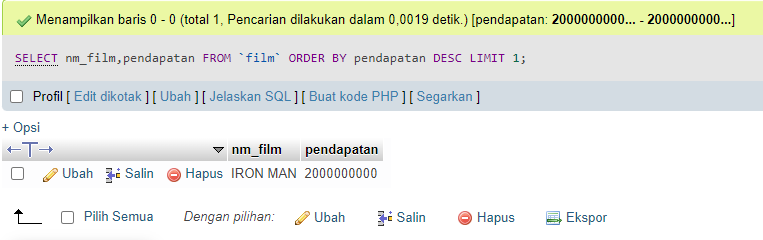 Menampilkan baris 0 - 0 (total 1, Pencarian dilakukan dalam 0,0019 detik.) [pendapatan: 2000000000... - 2000000000...]
SELECT nm_film,pendapatan FROM `film` ORDER BY pendapatan DESC LIMIT 1;
Profil [ Edit dikotak ] [ Ubah ] [ Jelaskan SQL ] [ Buat kode PHP ] [ Segarkan ]
+ Opsi
nm_film pendapatan
Ubah Salin Hapus IRON MAN 2000000000
Pilih Semua Dengan pilihan: Ubah Salin Hapus Ekspor